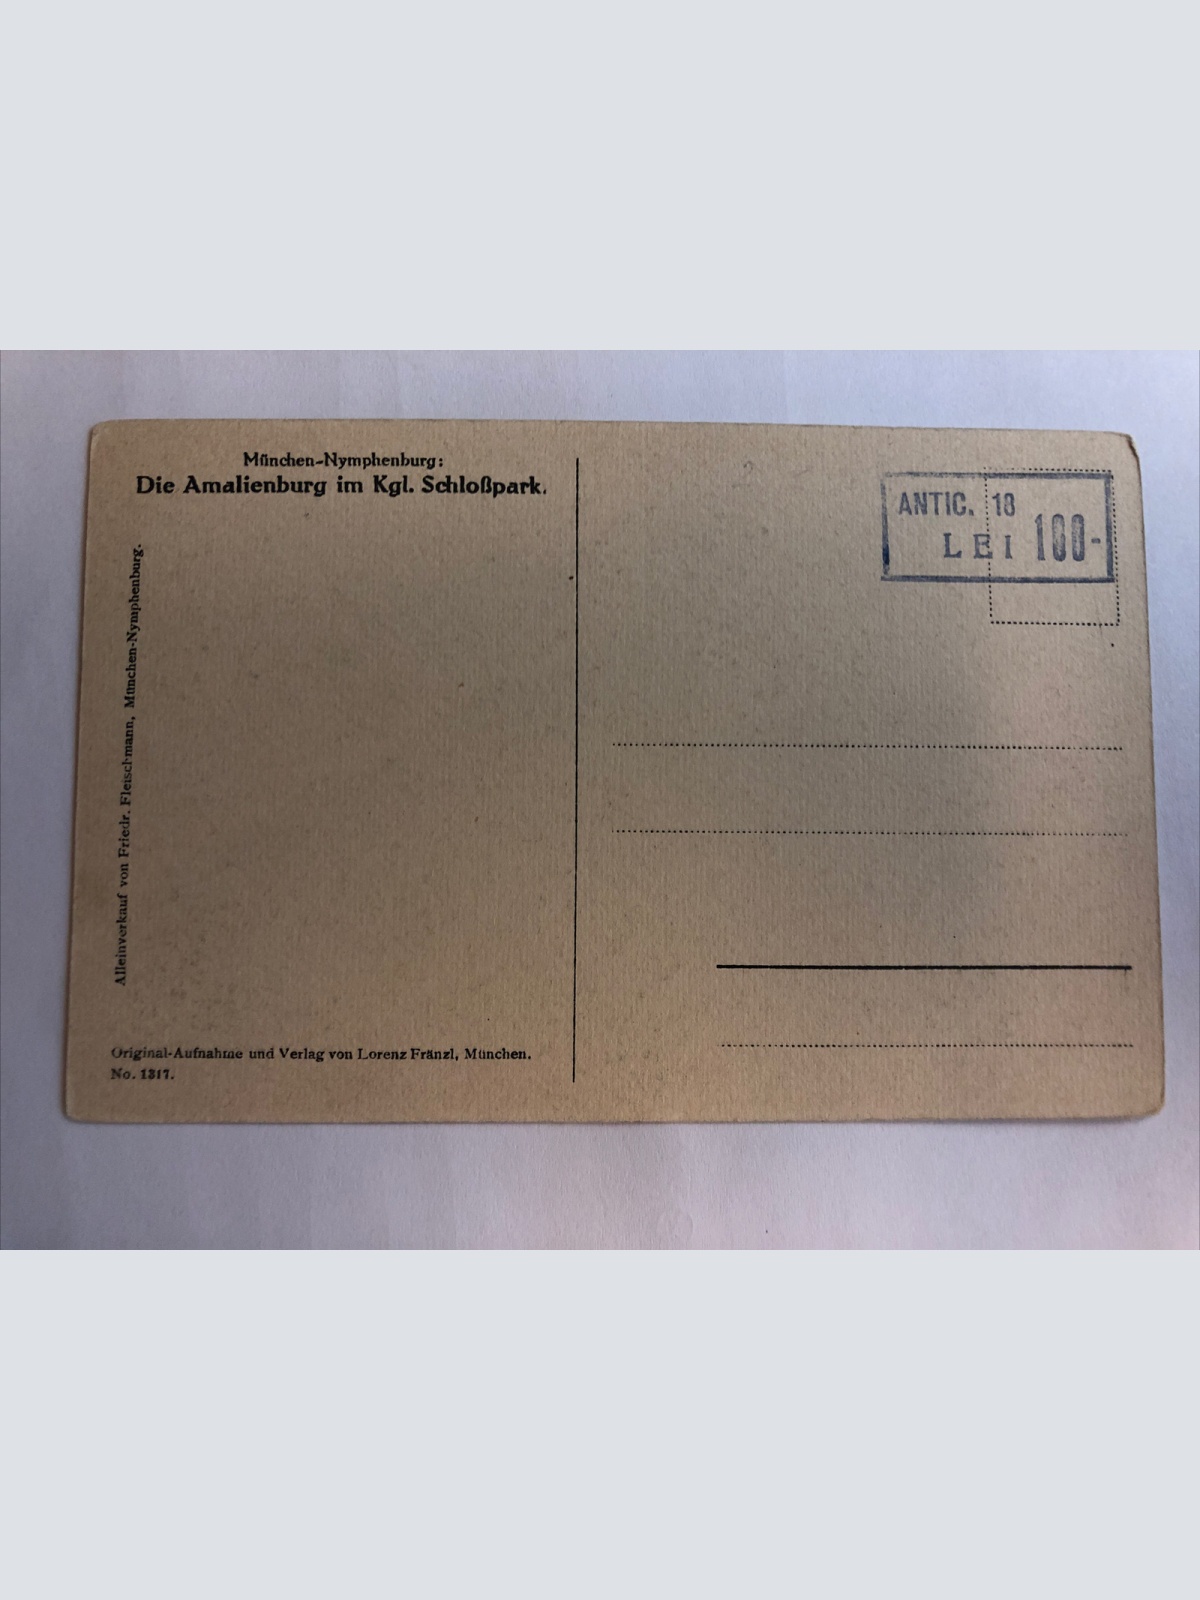 München-Nymphenburg:
Die Amalienburg im Kgl. Schloßpark.
Alleinverkauf von Friedr. Fleischmann, München-Nymphenburg.
Original-Aufnahme und Verlag von Lorenz Fränzl, München.
No. 1317.
ANTIC. 18
LEI 100-